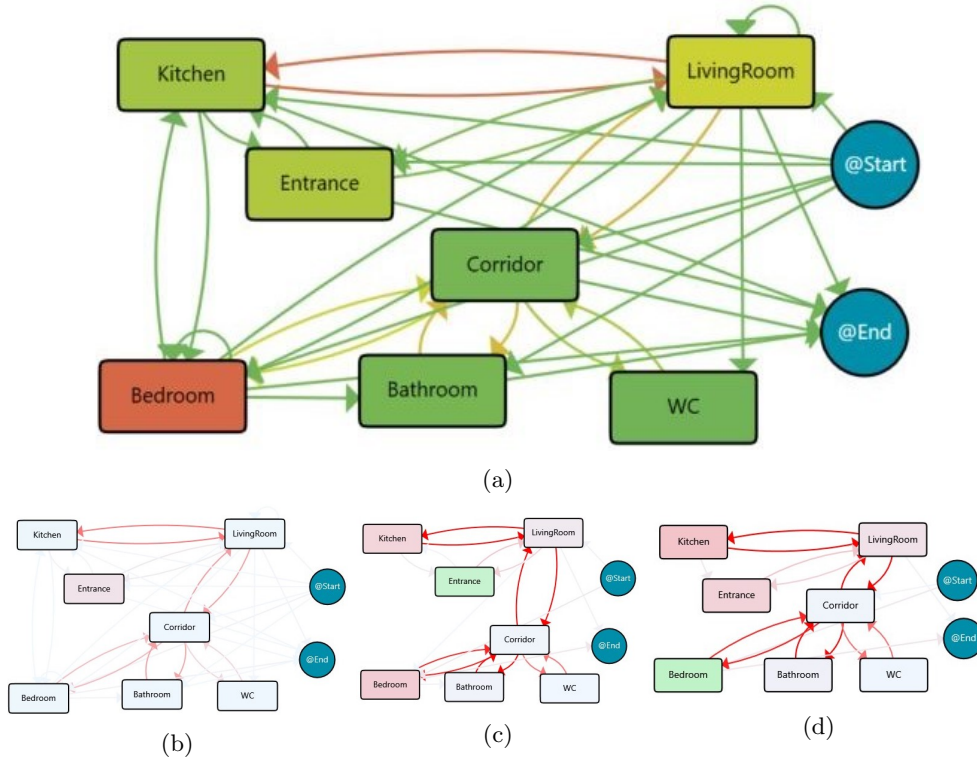 Kitchen
LivingRoom
@Start
Entrance
Corridor
@End
Bedroom
Bathroom
WC
(a)
Kitchen
LivingRoom
Entrance
@Start
Corridor
@End
Bedroom
Bathroom
WC
(b)
Kitchen
LivingRoom
Entrance
@Start
Corridor
@End
Bedroom
Bathroom
WC
(c)
Kitchen
LivingRoom
@Start
Entrance
Corridor
@End
Bedroom
Bathroom
WC
(d)